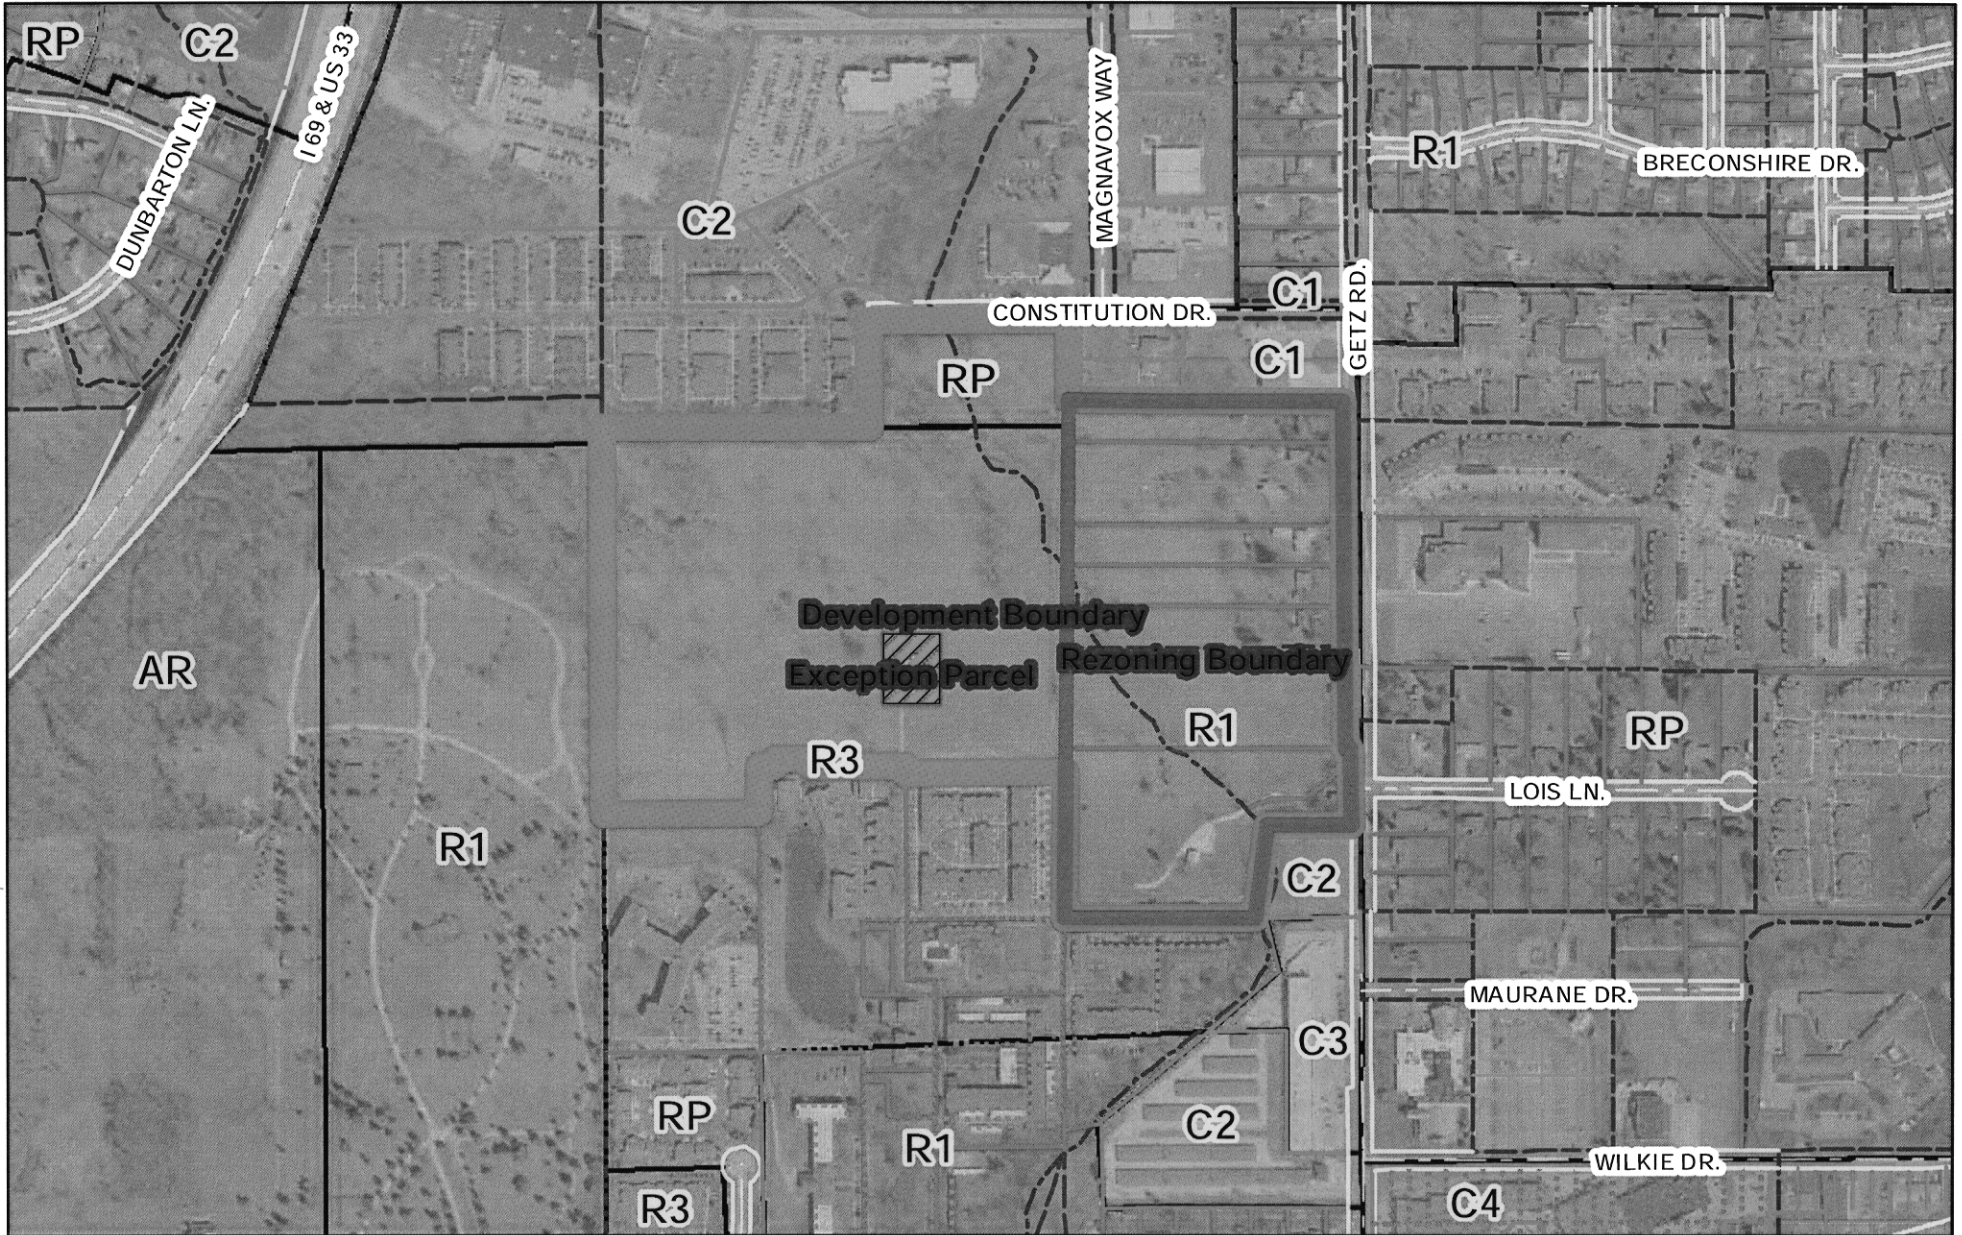 RP
C2
I 69 & US 33
DUNBARTON LN.
MAGNAVOX WAY
R1
BRECONSHIRE DR.
C2
C1
CONSTITUTION DR.
GETZ RD.
C1
RP
Development Boundary
Exception Parcel
Rezoning Boundary
AR
R1
RP
R3
LOIS LN.
R1
C2
MAURANE DR.
C3
RP
C2
R1
WILKIE DR.
R3
C4